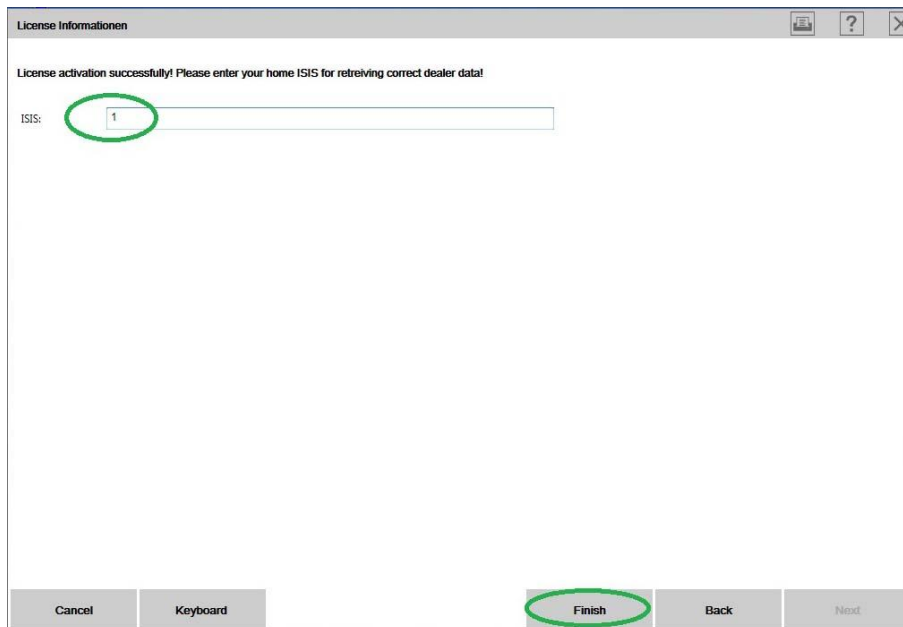 License Informationen
?
License activation successfully! Please enter your home ISIS for retreiving correct dealer data!
ISIS: 1
Cancel Keyboard Finish Back Next